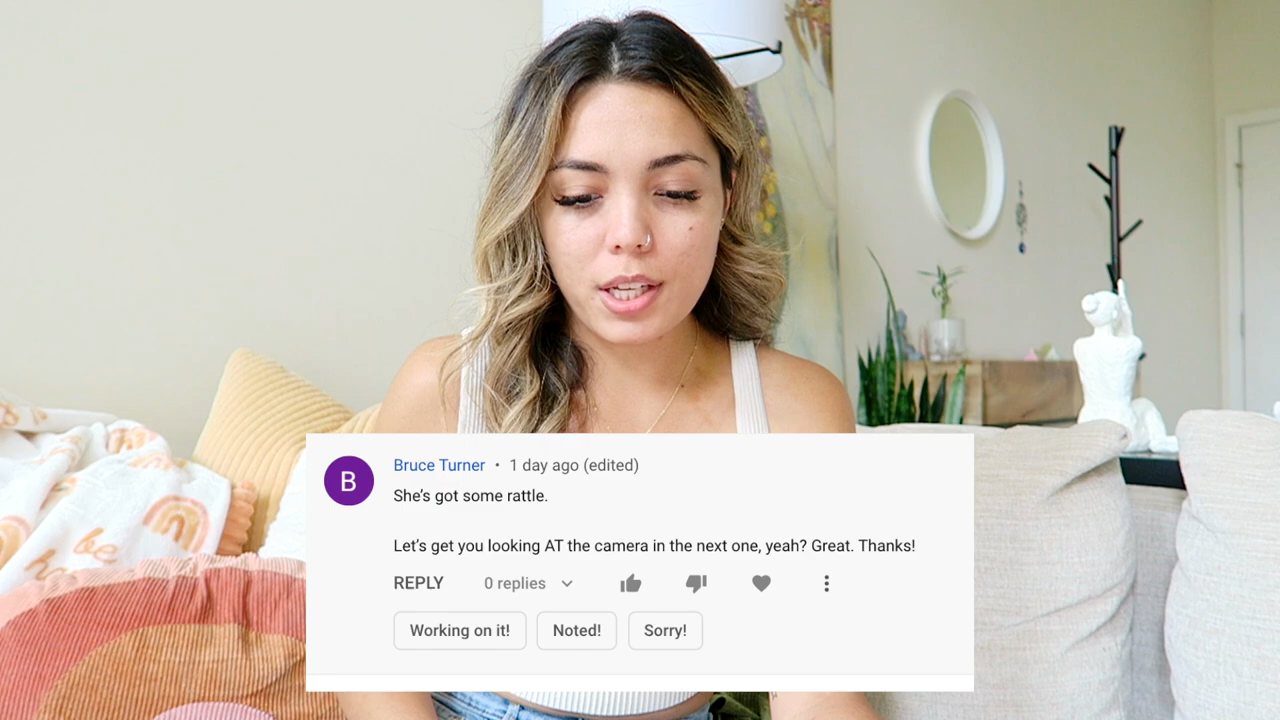 B
Bruce Turner • 1 day ago (edited)
She's got some rattle.
Let's get you looking AT the camera in the next one, yeah? Great. Thanks!
REPLY 0 replies
Working on it! Noted! Sorry!
be